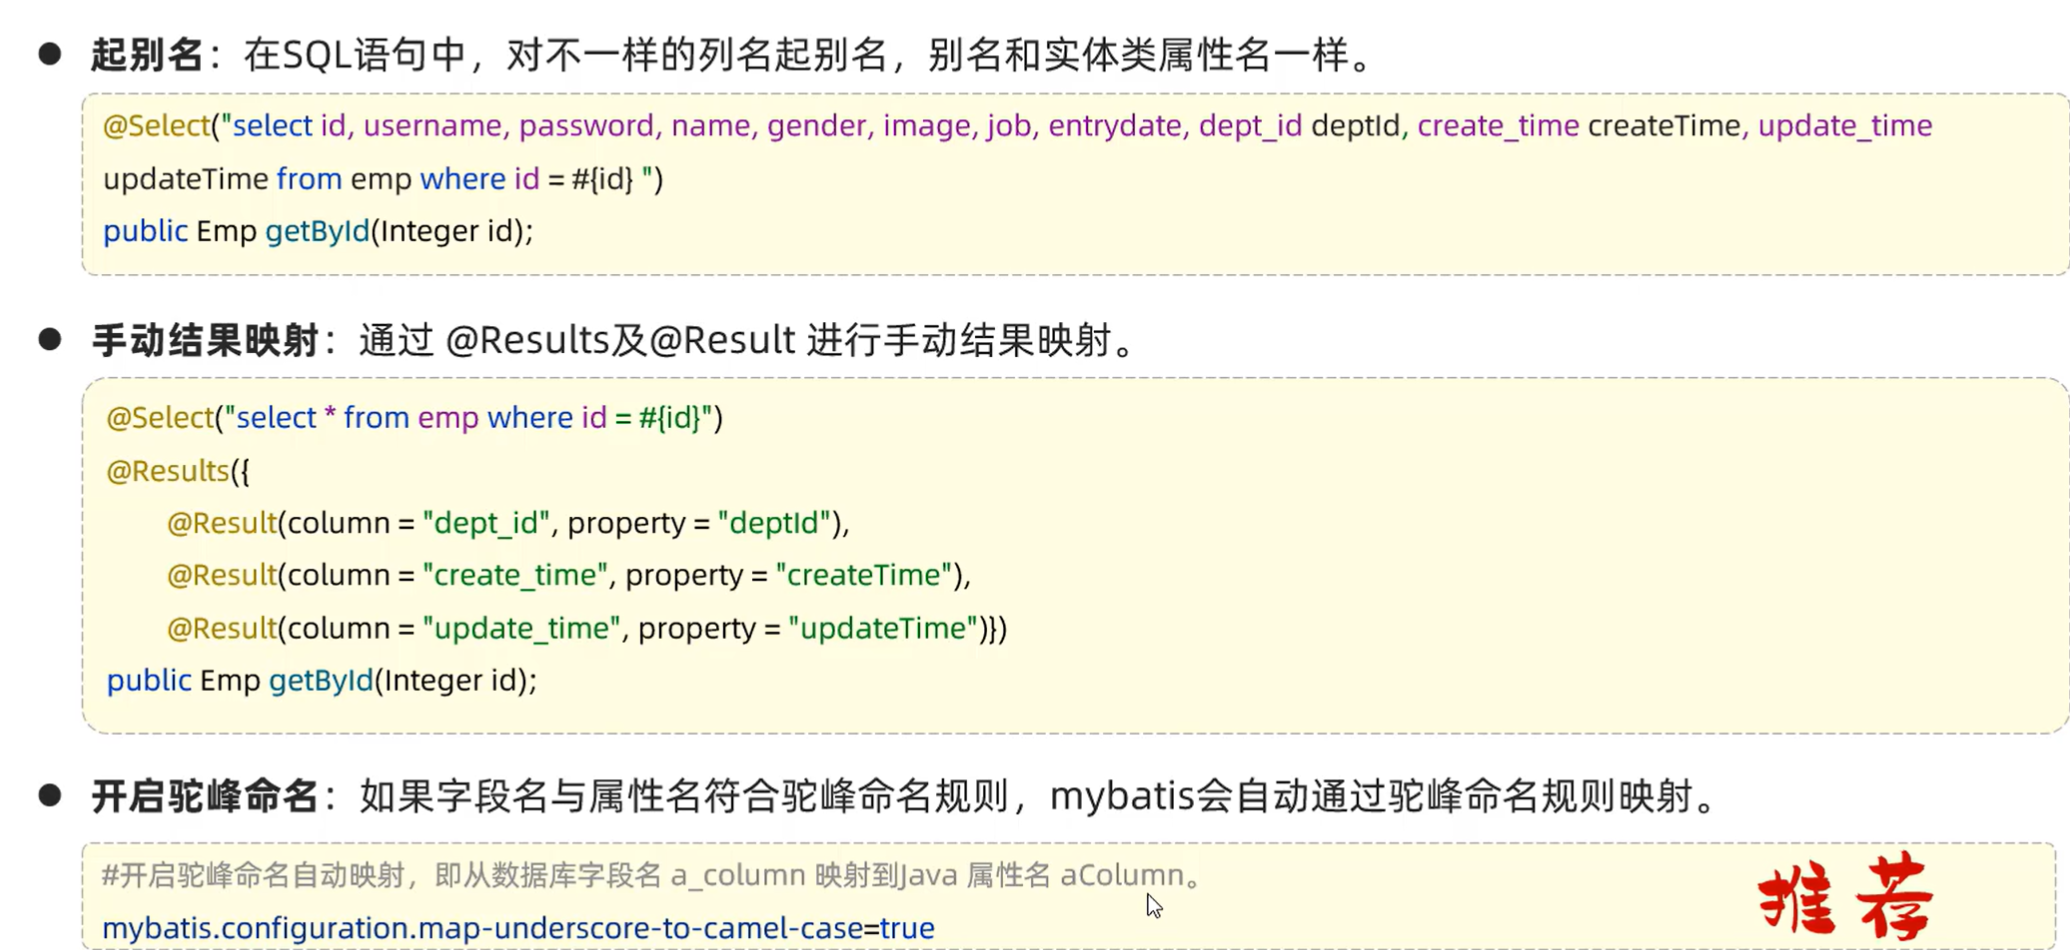 ● 起别名：在SQL语句中，对不一样的列名起别名，别名和实体类属性名一样。
@Select("select id, username, password, name, gender, image, job, entrydate, dept_id deptId, create_time createTime, update_time
updateTime from emp where id = #{id} ")
public Emp getById(Integer id);
● 手动结果映射：通过 @Results及@Result 进行手动结果映射。
@Select("select * from emp where id = #{id}")
@Results({
@Result(column = "dept_id", property = "deptId"),
@Result(column = "create_time", property = "createTime"),
@Result(column = "update_time", property = "updateTime")})
public Emp getById(Integer id);
● 开启驼峰命名：如果字段名与属性名符合驼峰命名规则，mybatis会自动通过驼峰命名规则映射。
#开启驼峰命名自动映射，即从数据库字段名 a_column 映射到Java 属性名 aColumn。
mybatis.configuration.map-underscore-to-camel-case=true
推荐